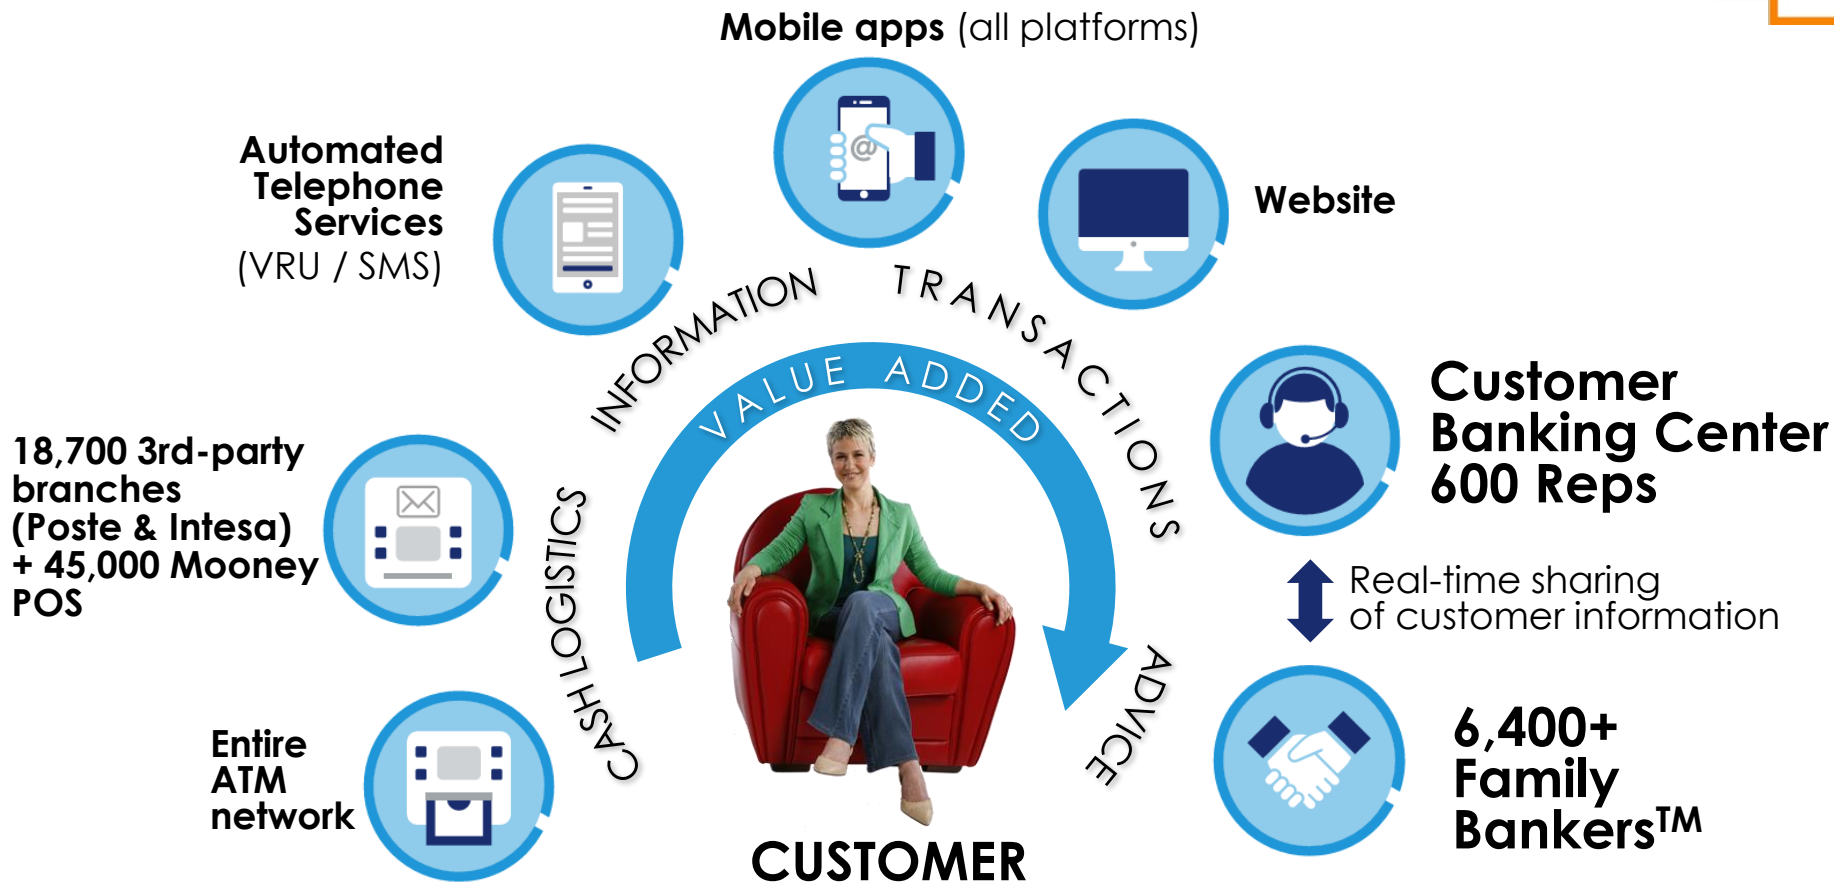 Mobile apps (all platforms)
Automated
Telephone
Services
(VRU / SMS)
@
Website
INFORMATION
TRANSACTIONS
VALUE ADDED
Customer
Banking Center
600 Reps
18,700 3rd-party
branches
(Poste & Intesa)
+ 45,000 Mooney
POS
CASH LOGISTICS
Real-time sharing
of customer information
ADVICE
Entire
ATM
network
6,400+
Family
Bankers™
CUSTOMER